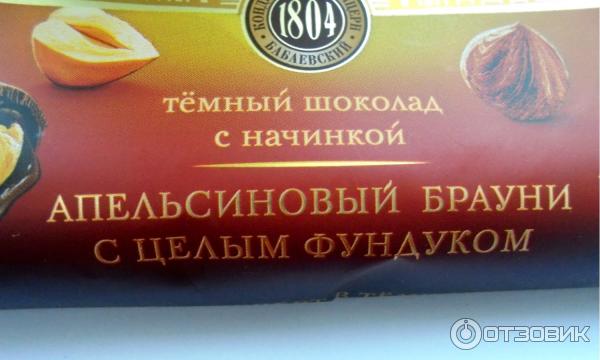 1804
БАБАЕВСКИЙ
ТЁМНЫЙ ШОКОЛАД
С НАЧИНКОЙ
АПЕЛЬСИНОВЫЙ БРАУНИ
С ЦЕЛЫМ ФУНДУКОМ
ОТЗОВИК